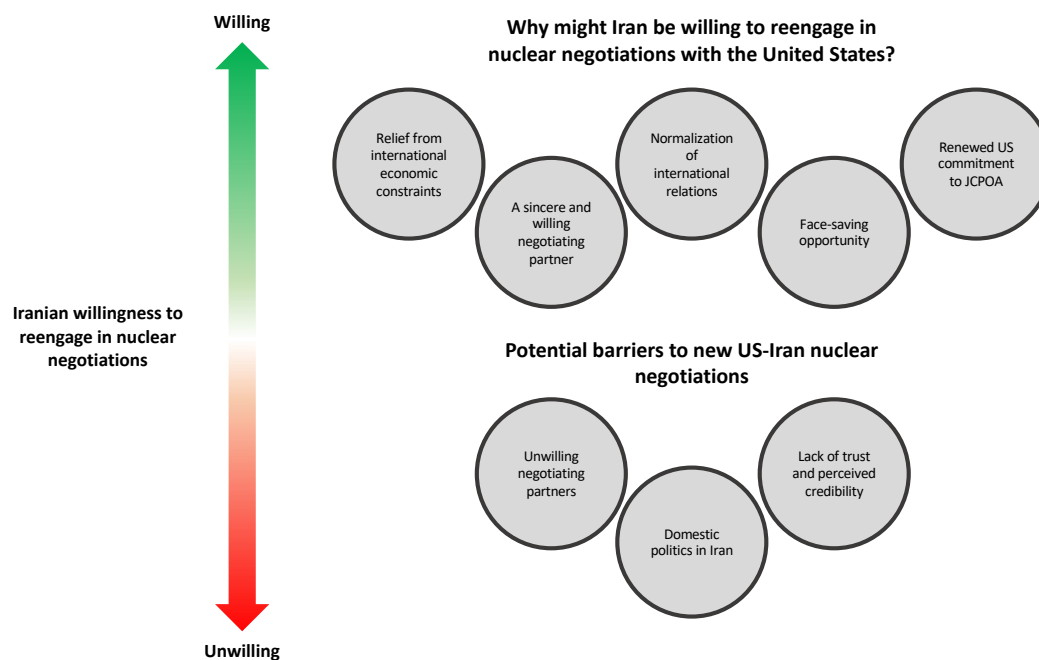 Willing
Iranian willingness to
reengage in nuclear
negotiations
Unwilling
Why might Iran be willing to reengage in
nuclear negotiations with the United States?
Relief from
international
economic
constraints
A sincere and
willing
negotiating
partner
Normalization
of
international
relations
Face-saving
opportunity
Renewed US
commitment
to JCPOA
Potential barriers to new US-Iran nuclear
negotiations
Unwilling
negotiating
partners
Domestic
politics in Iran
Lack of trust
and perceived
credibility